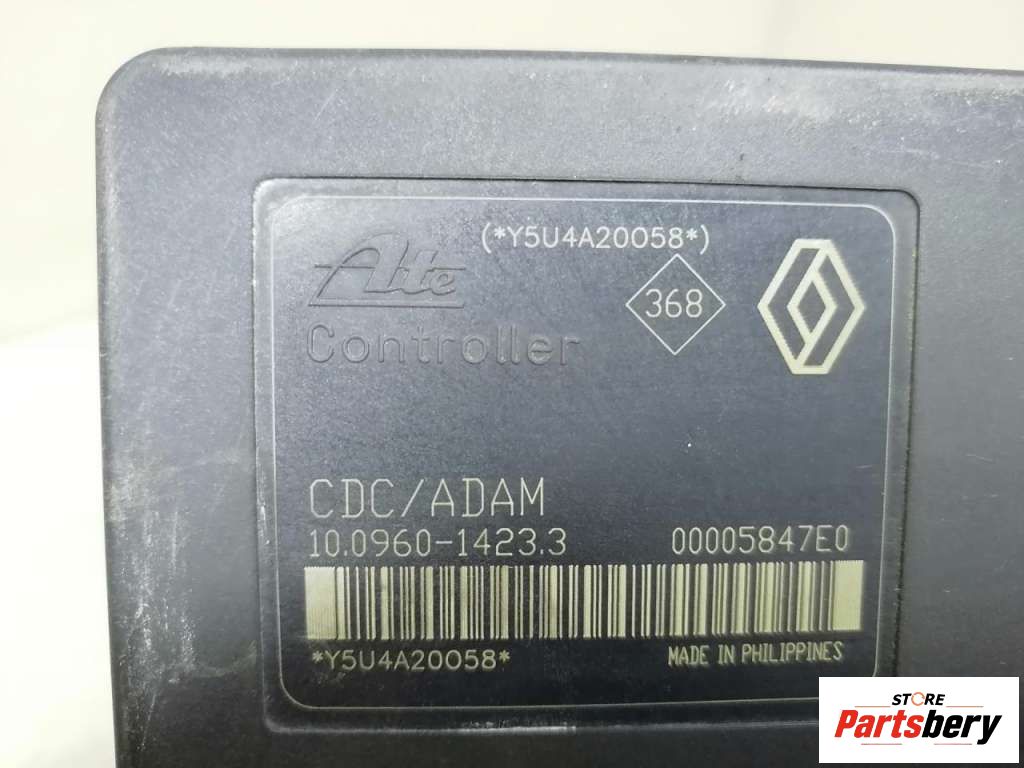 (*Y5U4A20058*)
Ate
368
Controller
CDC/ADAM
10.0960-1423.3 00005847E0
*Y5U4A20058*
MADE IN PHILIPPINES
STORE
Partsbery